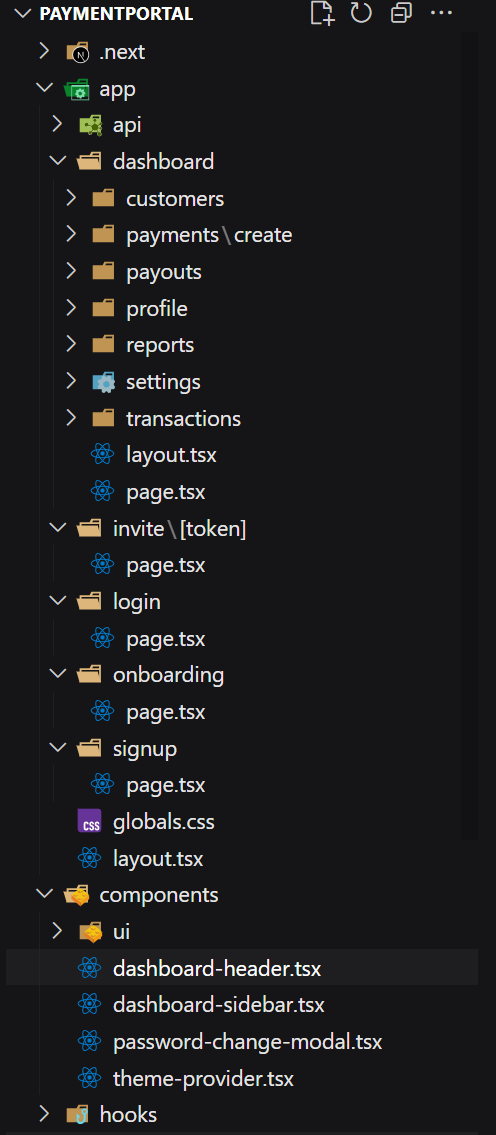 PAYMENTPORTAL
.next
app
api
dashboard
customers
payments\create
payouts
profile
reports
settings
transactions
layout.tsx
page.tsx
invite\[token]
page.tsx
login
page.tsx
onboarding
page.tsx
signup
page.tsx
CSS globals.css
layout.tsx
components
ui
dashboard-header.tsx
dashboard-sidebar.tsx
password-change-modal.tsx
theme-provider.tsx
hooks